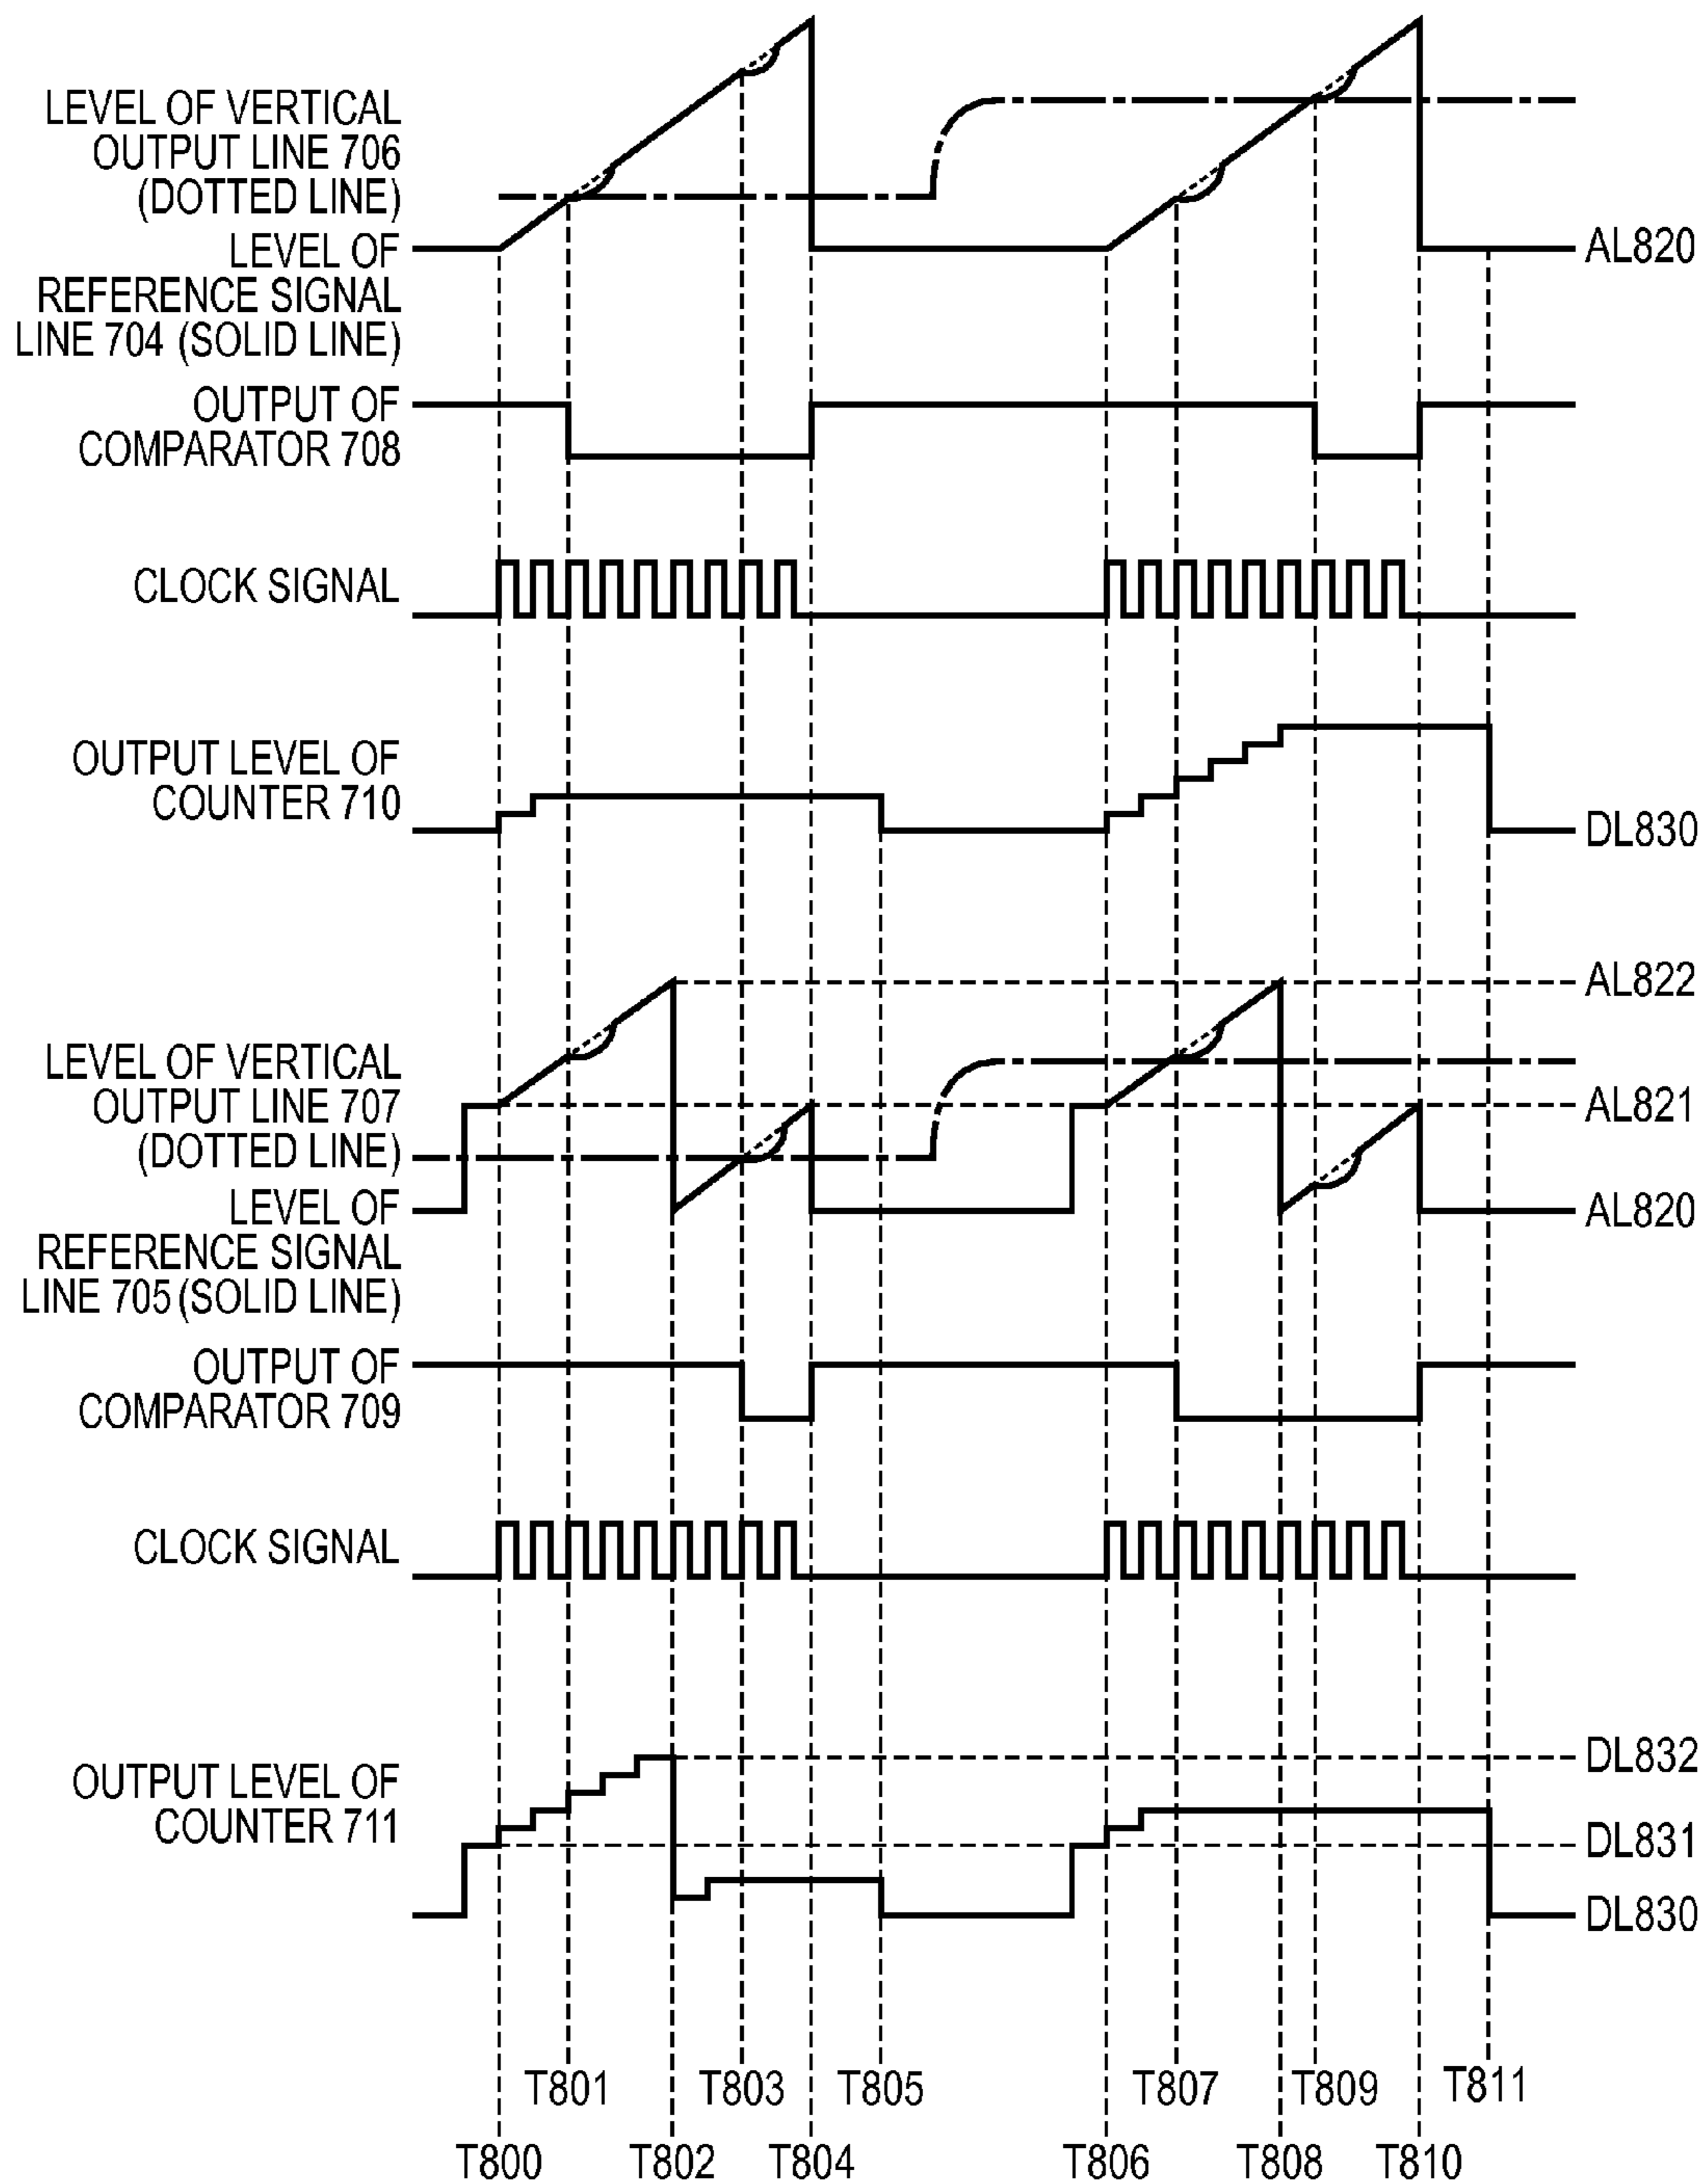 LEVEL OF VERTICAL
OUTPUT LINE 706
(DOTTED LINE)
LEVEL OF
REFERENCE SIGNAL
LINE 704 (SOLID LINE)
AL820
OUTPUT OF
COMPARATOR 708
CLOCK SIGNAL
OUTPUT LEVEL OF
COUNTER 710
DL830
AL822
LEVEL OF VERTICAL
OUTPUT LINE 707
(DOTTED LINE)
AL821
LEVEL OF
REFERENCE SIGNAL
LINE 705 (SOLID LINE)
AL820
OUTPUT OF
COMPARATOR 709
CLOCK SIGNAL
DL832
OUTPUT LEVEL OF
COUNTER 711
DL831
DL830
T801 T803 T805 T807 T809 T811
T800 T802 T804 T806 T808 T810